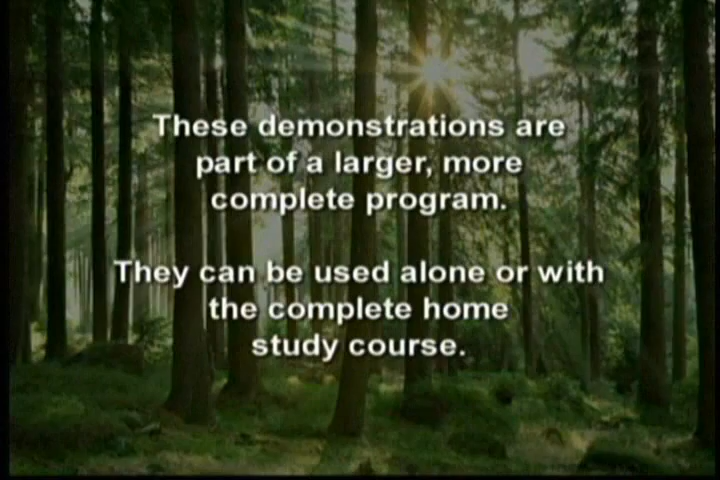 These demonstrations are
part of a larger, more
complete program.
They can be used alone or with
the complete home
study course.